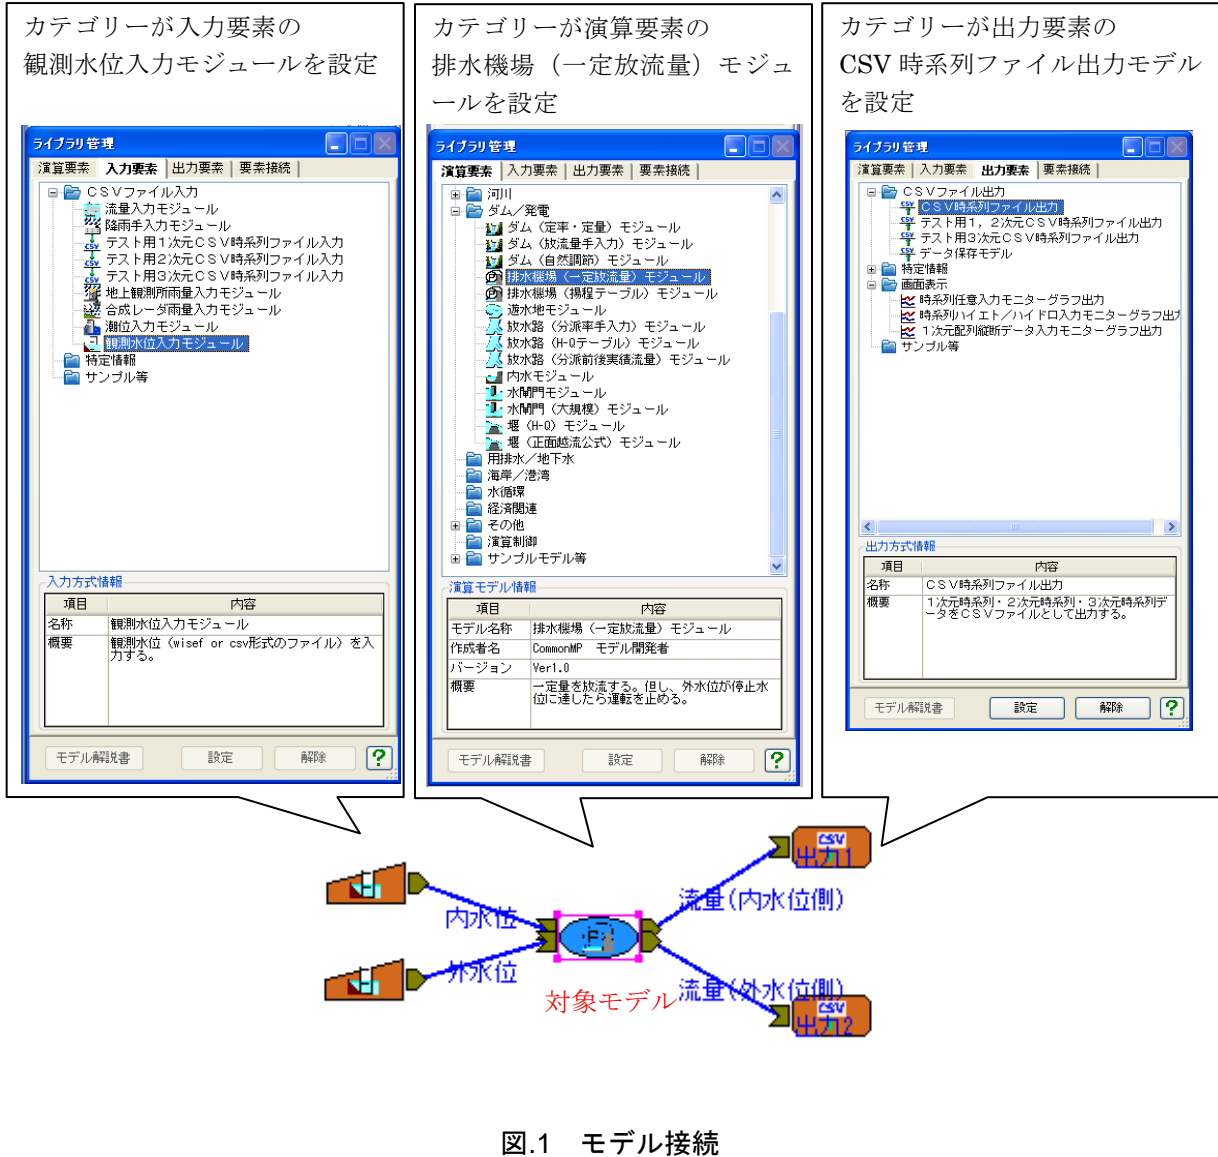 カテゴリーが入力要素の
観測水位入力モジュールを設定
ライブラリ管理
演算要素 入力要素 出力要素 要素接続
CSVファイル入力
流量入力モジュール
降雨手入力モジュール
テスト用1次元CSV時系列ファイル入力
テスト用2次元CSV時系列ファイル入力
テスト用3次元CSV時系列ファイル入力
地上観測所雨量入力モジュール
合成レーダ雨量入力モジュール
潮位入力モジュール
観測水位入力モジュール
特定情報
サンプル等
入力方式情報
項目 内容
名称 観測水位入力モジュール
概要 観測水位(wisef or csv形式のファイル)を入
力する。
モデル解説書 設定 解除 ?
カテゴリーが演算要素の
排水機場(一定放流量)モジュ
ールを設定
ライブラリ管理
演算要素 入力要素 出力要素 要素接続
河川
ダム/発電
ダム(定率・定量)モジュール
ダム(放流量手入力)モジュール
ダム(自然調節)モジュール
排水機場(一定放流量)モジュール
排水機場(揚程テーブル)モジュール
遊水地モジュール
放水路(分派率手入力)モジュール
放水路(H-Qテーブル)モジュール
放水路(分派前後実績流量)モジュール
内水モジュール
水閘門モジュール
水閘門(大規模)モジュール
堰(H-Q)モジュール
堰(正面越流公式)モジュール
用排水/地下水
海岸/港湾
水循環
経済関連
その他
演算制御
サンプルモデル等
演算モデル情報
項目 内容
モデル名称 排水機場(一定放流量)モジュール
作成者名 CommonMP モデル開発者
バージョン Ver1.0
概要 一定量を放流する。但し、外水位が停止水
位に達したら運転を止める。
モデル解説書 設定 解除 ?
カテゴリーが出力要素の
CSV 時系列ファイル出力モデル
を設定
ライブラリ管理
演算要素 入力要素 出力要素 要素接続
CSVファイル出力
CSV時系列ファイル出力
テスト用1,2次元CSV時系列ファイル出力
テスト用3次元CSV時系列ファイル出力
データ保存モデル
特定情報
画面表示
時系列任意入力モニターグラフ出力
時系列ハイエト/ハイドロ入力モニターグラフ出力
1次元配列縦断データ入力モニターグラフ出力
サンプル等
出力方式情報
項目 内容
名称 CSV時系列ファイル出力
概要 1次元時系列・2次元時系列・3次元時系列デ
ータをCSVファイルとして出力する。
モデル解説書 設定 解除 ?
CSV
出力1
流量(内水位側)
内水位
P
外水位
対象モデル
流量(外水位側)
CSV
出力2
図.1 モデル接続